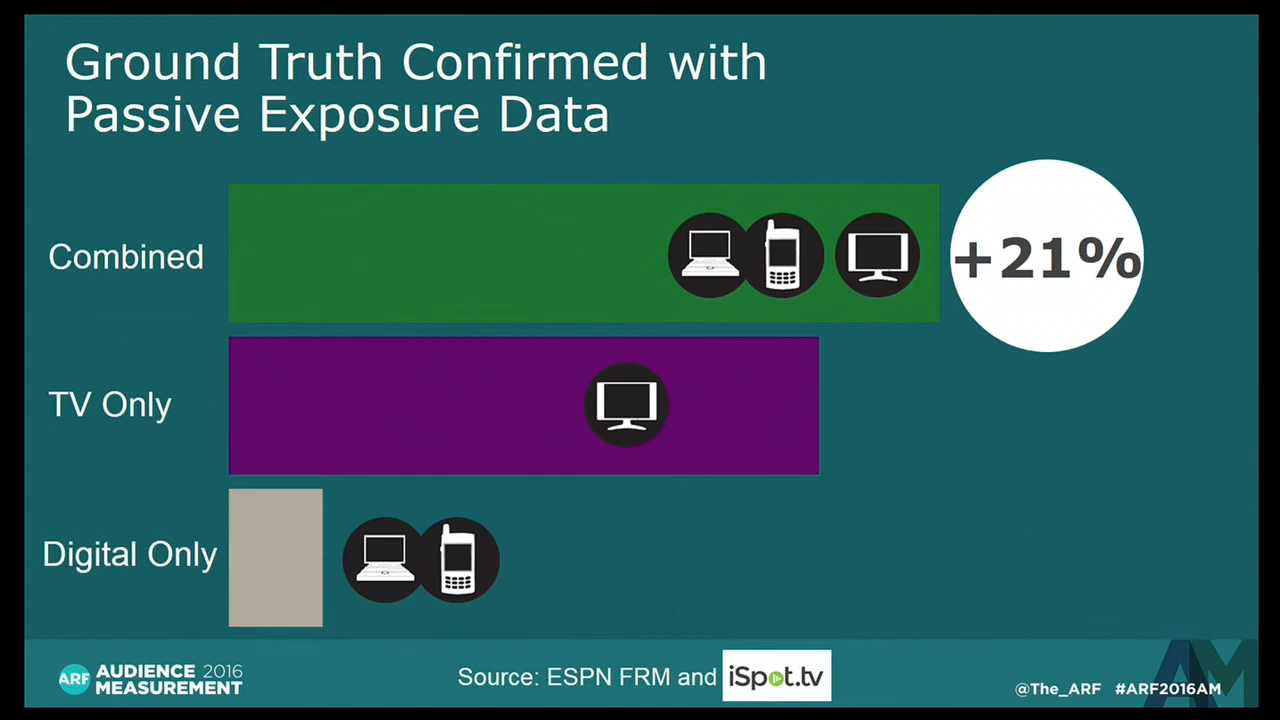 Ground Truth Confirmed with
Passive Exposure Data
Combined
+21%
TV Only
Digital Only
ARF AUDIENCE 2016
MEASUREMENT
Source: ESPN FRM and iSpot.tv
@The_ARF #ARF2016AM
AM